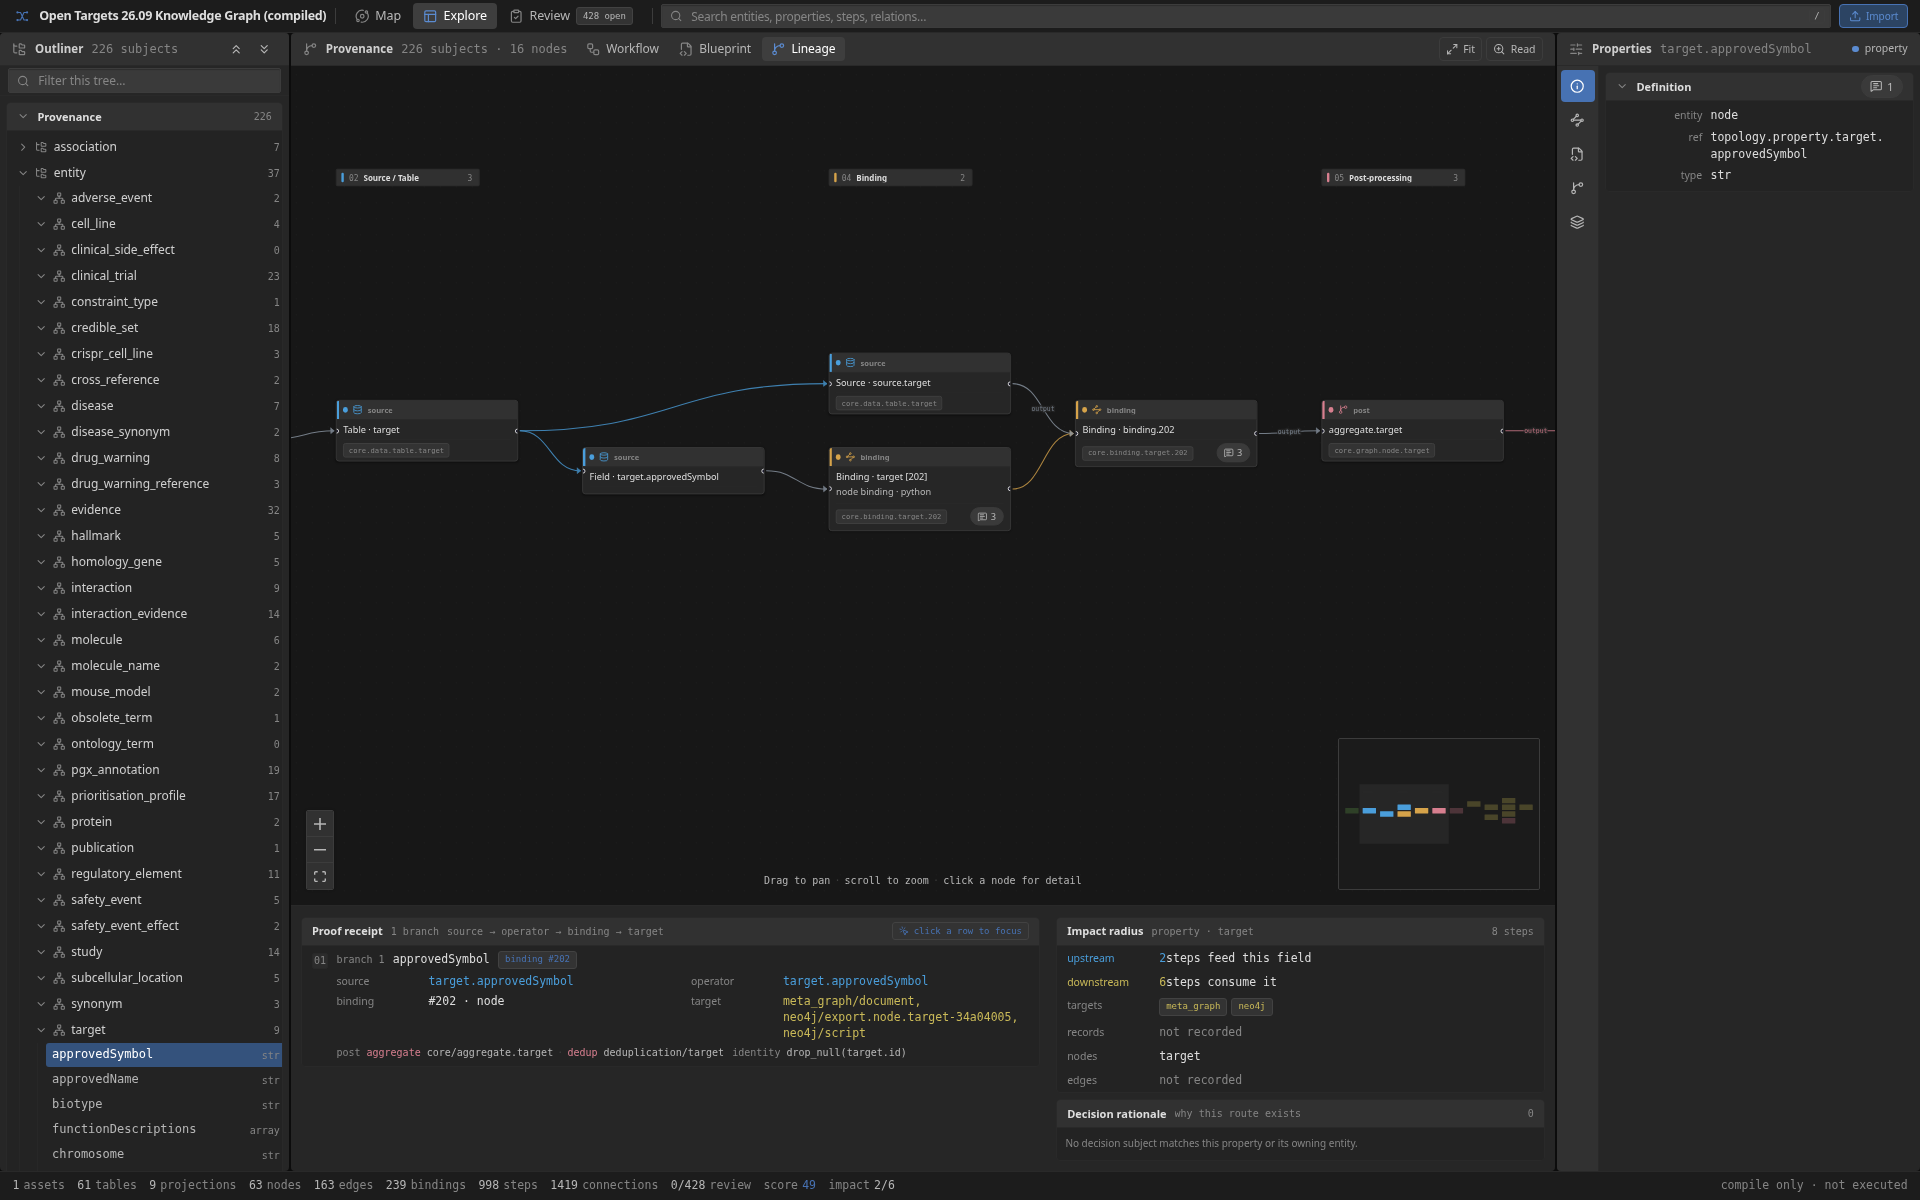 Open Targets 26.09 Knowledge Graph (compiled) Map Explore Review 428 open Search entities, properties, steps, relations... / Import
Outliner 226 subjects
Filter this tree...
Provenance 226
association 7
entity 37
adverse_event 2
cell_line 4
clinical_side_effect 0
clinical_trial 23
constraint_type 1
credible_set 18
crispr_cell_line 3
cross_reference 2
disease 7
disease_synonym 2
drug_warning 8
drug_warning_reference 3
evidence 32
hallmark 5
homology_gene 5
interaction 9
interaction_evidence 14
molecule 6
molecule_name 2
mouse_model 2
obsolete_term 1
ontology_term 0
pgx_annotation 19
prioritisation_profile 17
protein 2
publication 1
regulatory_element 11
safety_event 5
safety_event_effect 2
study 14
subcellular_location 5
synonym 3
target 9
approvedSymbol str
approvedName str
biotype str
functionDescriptions array
chromosome str
Provenance 226 subjects · 16 nodes Workflow Blueprint Lineage Fit Read
02 Source / Table 3
04 Binding 2
05 Post-processing 3
source
Table · target
core.data.table.target
source
Field · target.approvedSymbol
source
Source · source.target
core.data.table.target
binding
Binding · target [202]
node binding · python
core.binding.target.202 3
output
binding
Binding · binding.202
core.binding.target.202 3
output
post
aggregate.target
core.graph.node.target
output
Drag to pan · scroll to zoom · click a node for detail
Proof receipt 1 branch source → operator → binding → target click a row to focus
01 branch 1 approvedSymbol binding #202
source target.approvedSymbol operator target.approvedSymbol
binding #202 · node target meta_graph/document,
neo4j/export.node.target-34a04005,
neo4j/script
post aggregate core/aggregate.target · dedup deduplication/target identity drop_null(target.id)
Impact radius property · target 8 steps
upstream 2steps feed this field
downstream 6steps consume it
targets meta_graph neo4j
records not recorded
nodes target
edges not recorded
Decision rationale why this route exists 0
No decision subject matches this property or its owning entity.
Properties target.approvedSymbol property
Definition 1
entity node
ref topology.property.target.
approvedSymbol
type str
1 assets 61 tables 9 projections 63 nodes 163 edges 239 bindings 998 steps 1419 connections 0/428 review score 49 impact 2/6 compile only · not executed